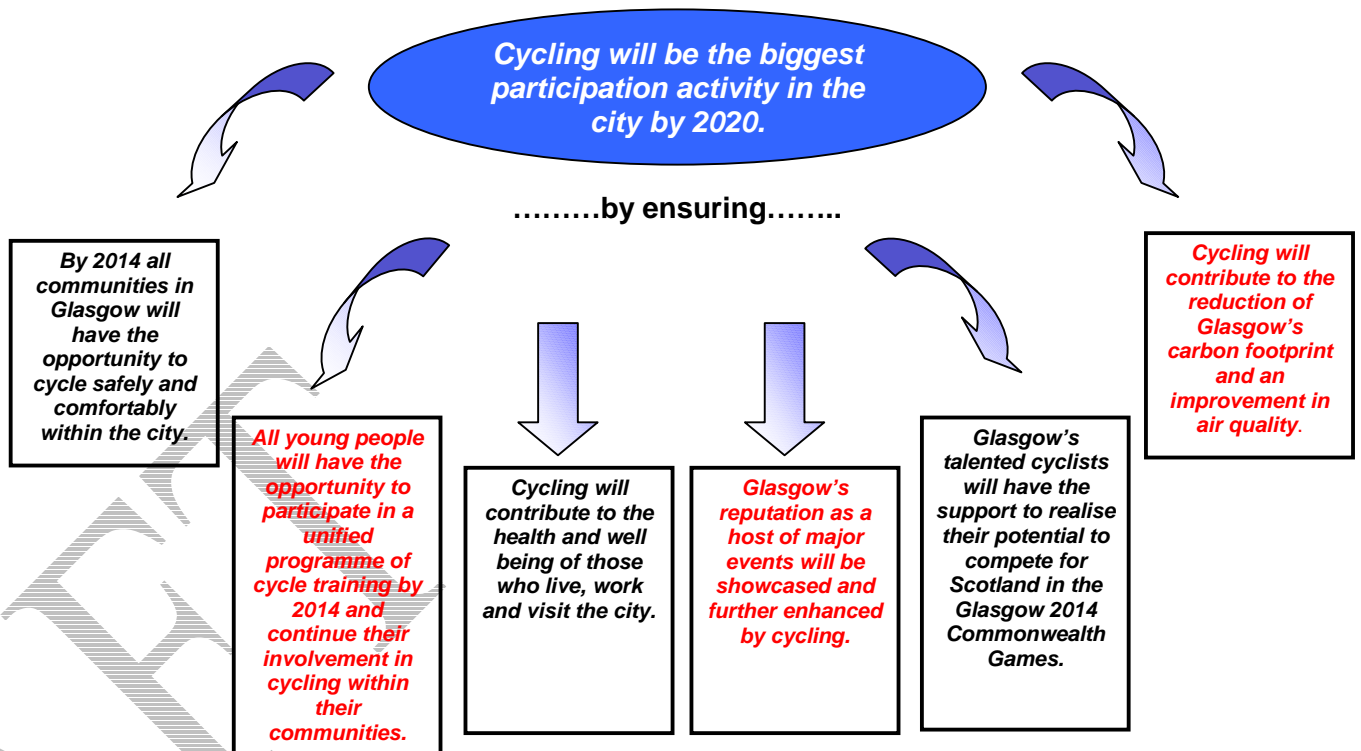 Cycling will be the biggest
participation activity in the
city by 2020.
………by ensuring……..
By 2014 all
communities in
Glasgow will
have the
opportunity to
cycle safely and
comfortably
within the city.
All young people
will have the
opportunity to
participate in a
unified
programme of
cycle training by
2014 and
continue their
involvement in
cycling within
their
communities.
Cycling will
contribute to the
health and well
being of those
who live, work
and visit the city.
Glasgow’s
reputation as a
host of major
events will be
showcased and
further enhanced
by cycling.
Glasgow’s
talented cyclists
will have the
support to realise
their potential to
compete for
Scotland in the
Glasgow 2014
Commonwealth
Games.
Cycling will
contribute to the
reduction of
Glasgow’s
carbon footprint
and an
improvement in
air quality.